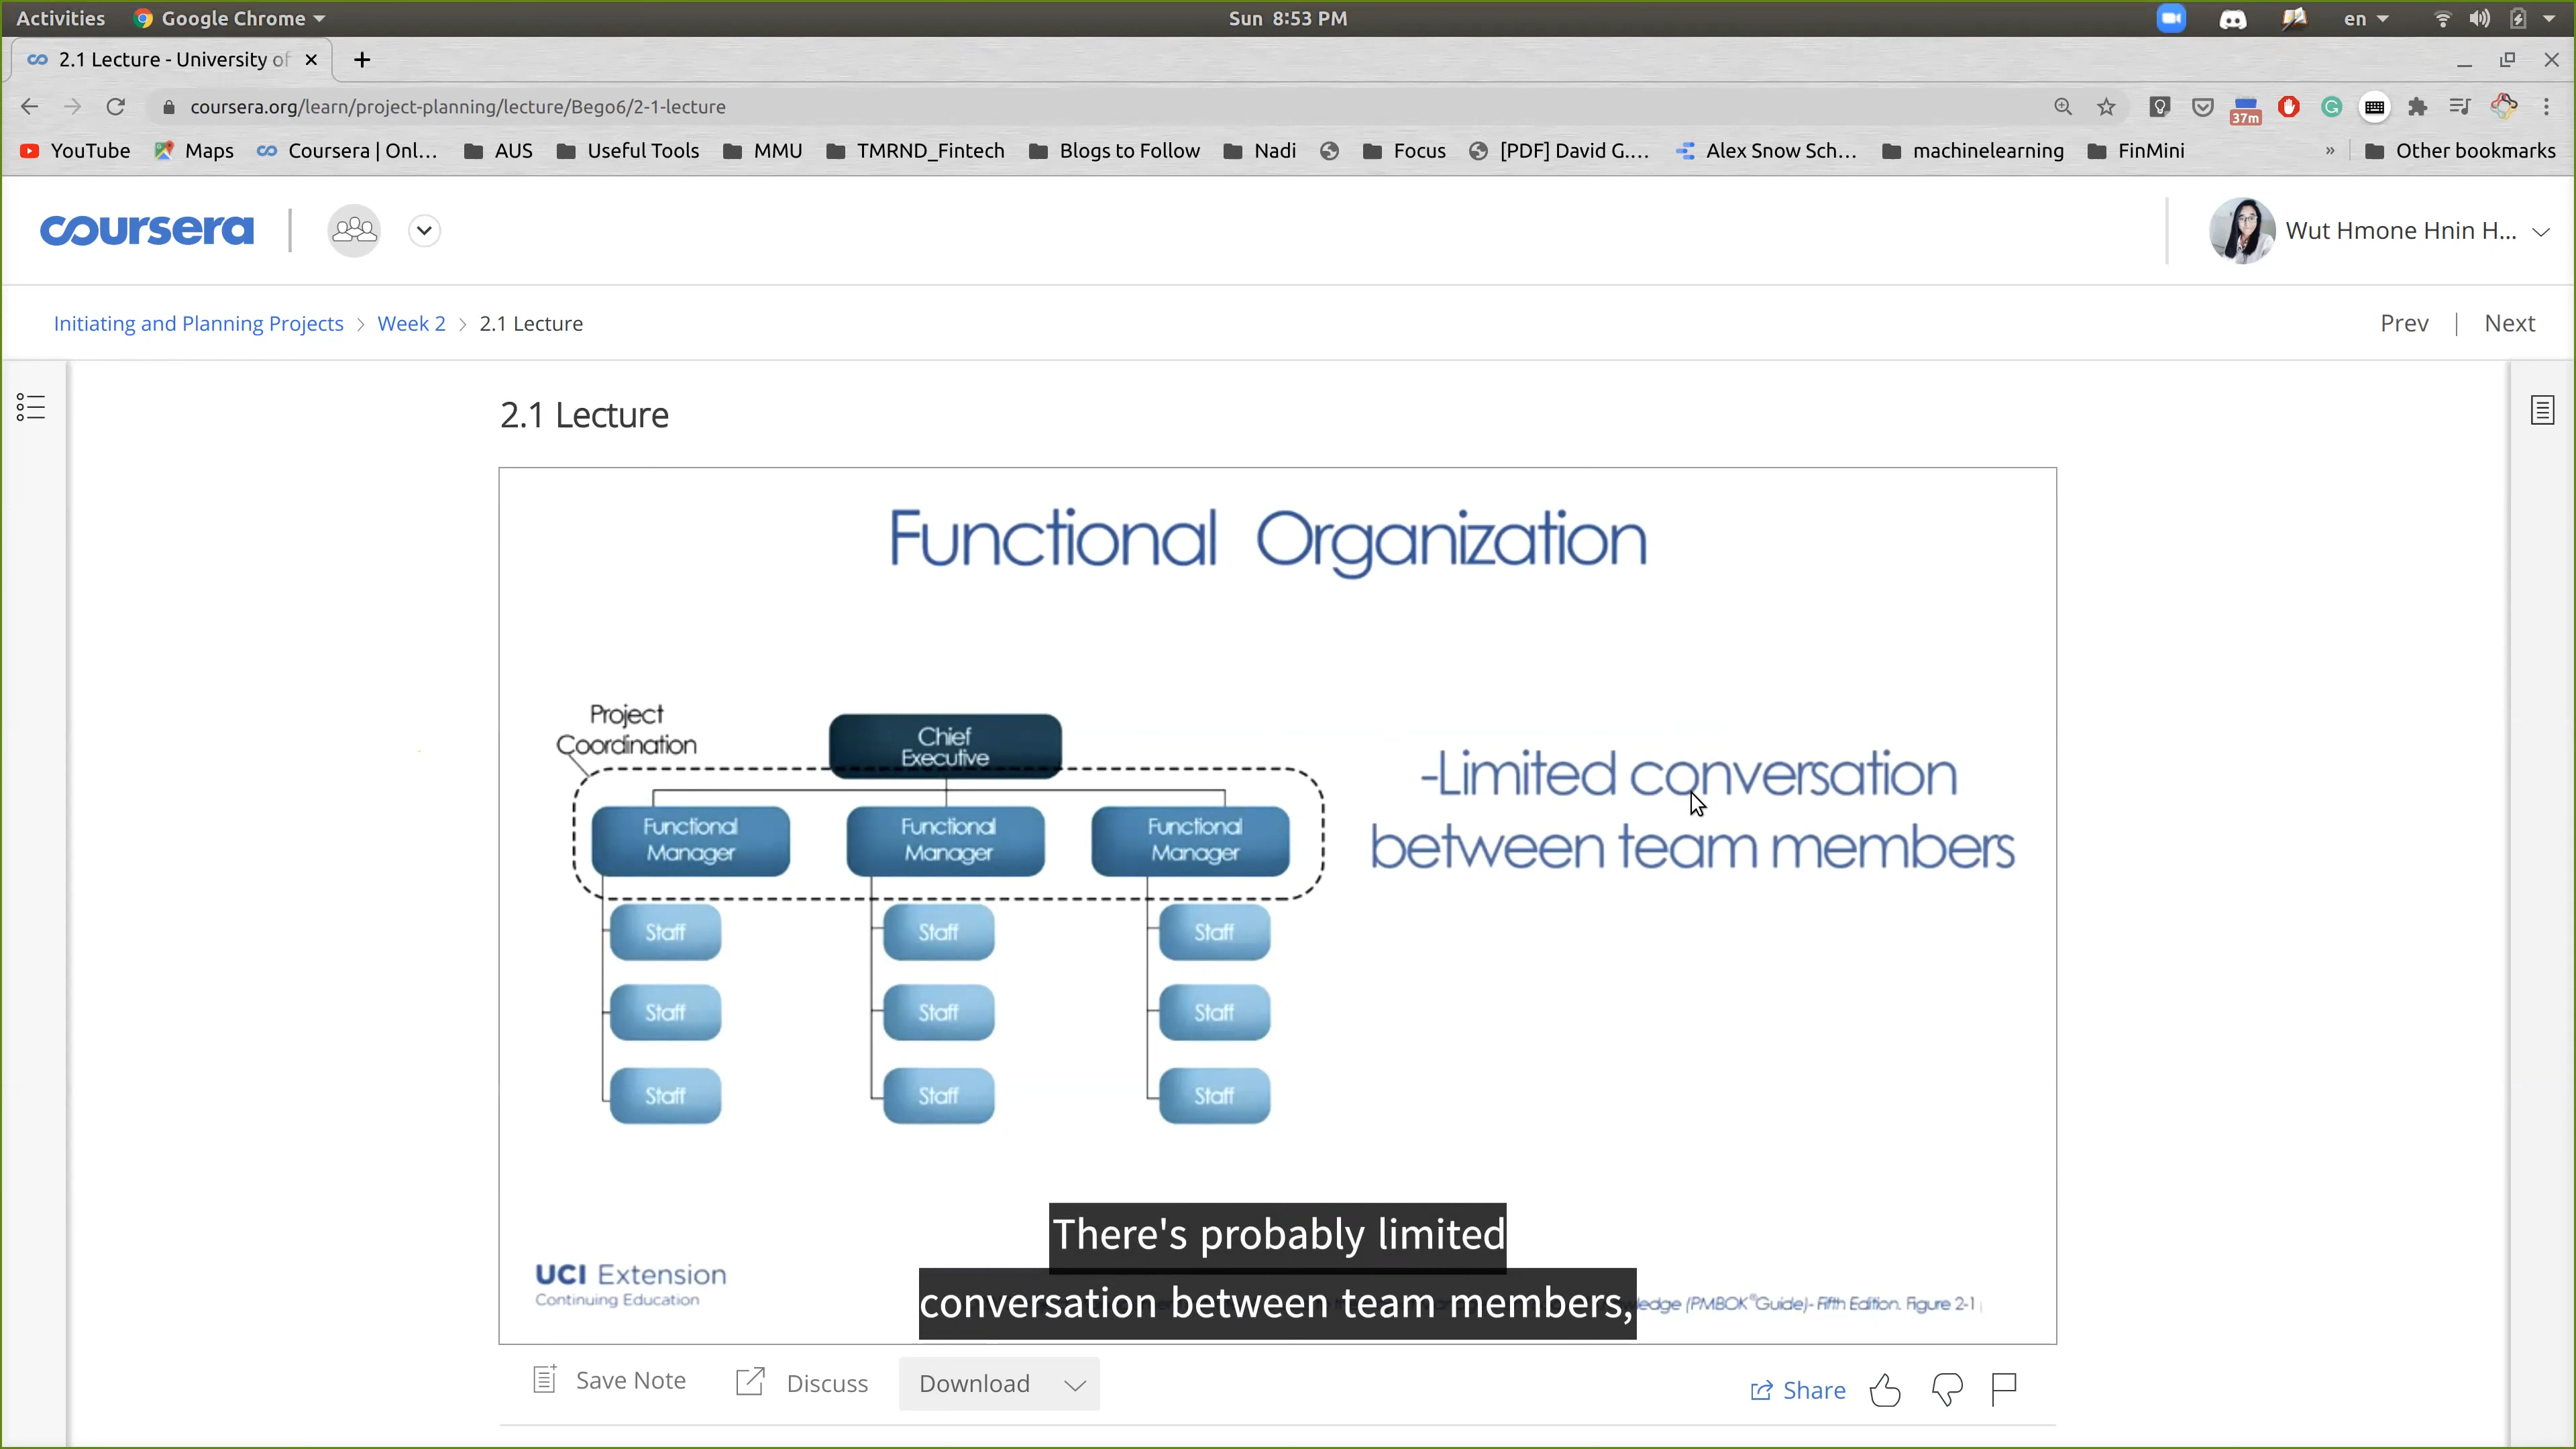 Activities Google Chrome Sun 8:53 PM en
2.1 Lecture - University of
coursera.org/learn/project-planning/lecture/Bego6/2-1-lecture 37m
YouTube Maps Coursera | Onl... AUS Useful Tools MMU TMRND_Fintech Blogs to Follow Nadi Focus [PDF] David G.... Alex Snow Sch... machinelearning FinMini » Other bookmarks
coursera Wut Hmone Hnin H...
Initiating and Planning Projects > Week 2 > 2.1 Lecture Prev | Next
2.1 Lecture
Functional Organization
Project
Coordination
Chief
Executive
Functional
Manager
Functional
Manager
Functional
Manager
-Limited conversation
between team members
Staff Staff Staff
Staff Staff Staff
Staff Staff Staff
There's probably limited
conversation between team members,
UCI Extension
Continuing Education
(PMBOK®Guide)- Fifth Edition. Figure 2-1
Save Note Discuss Download Share